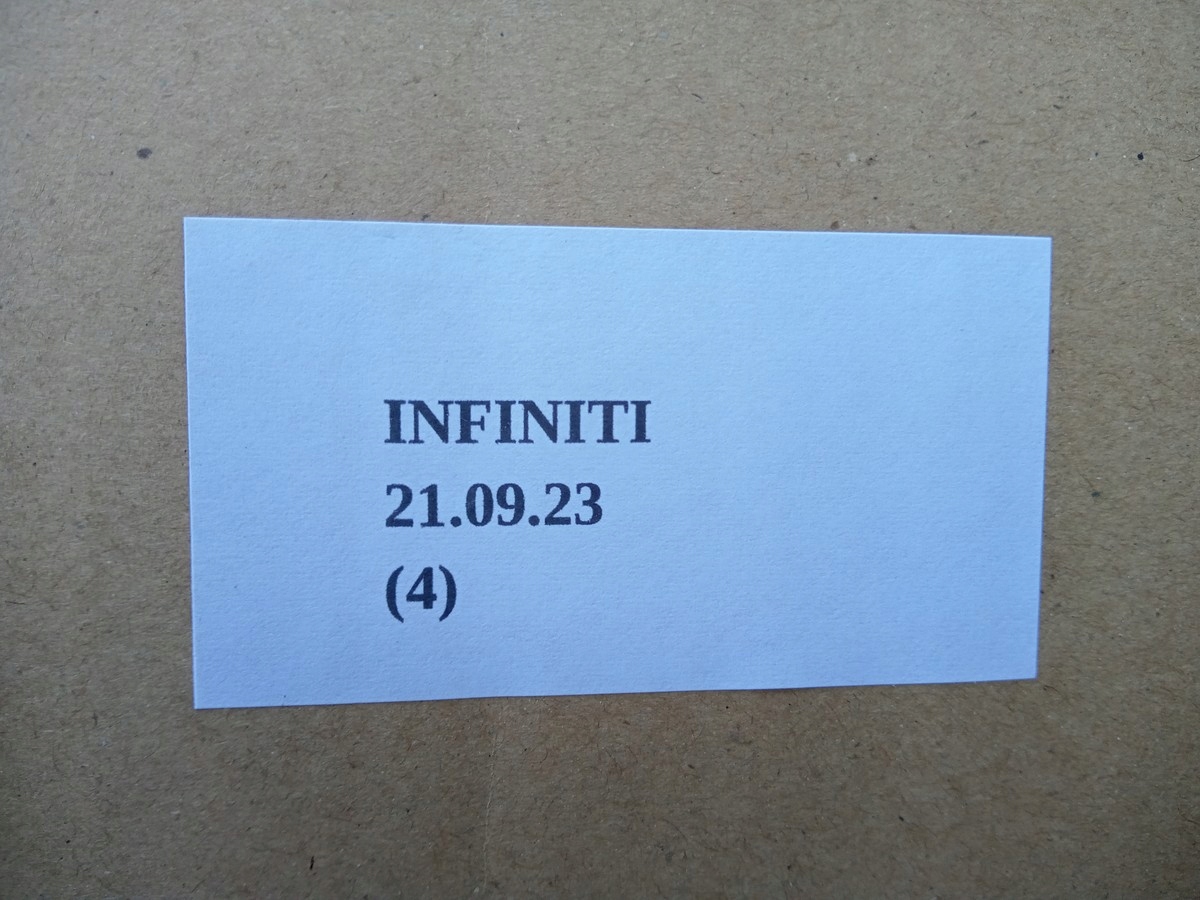 INFINITI
21.09.23
(4)